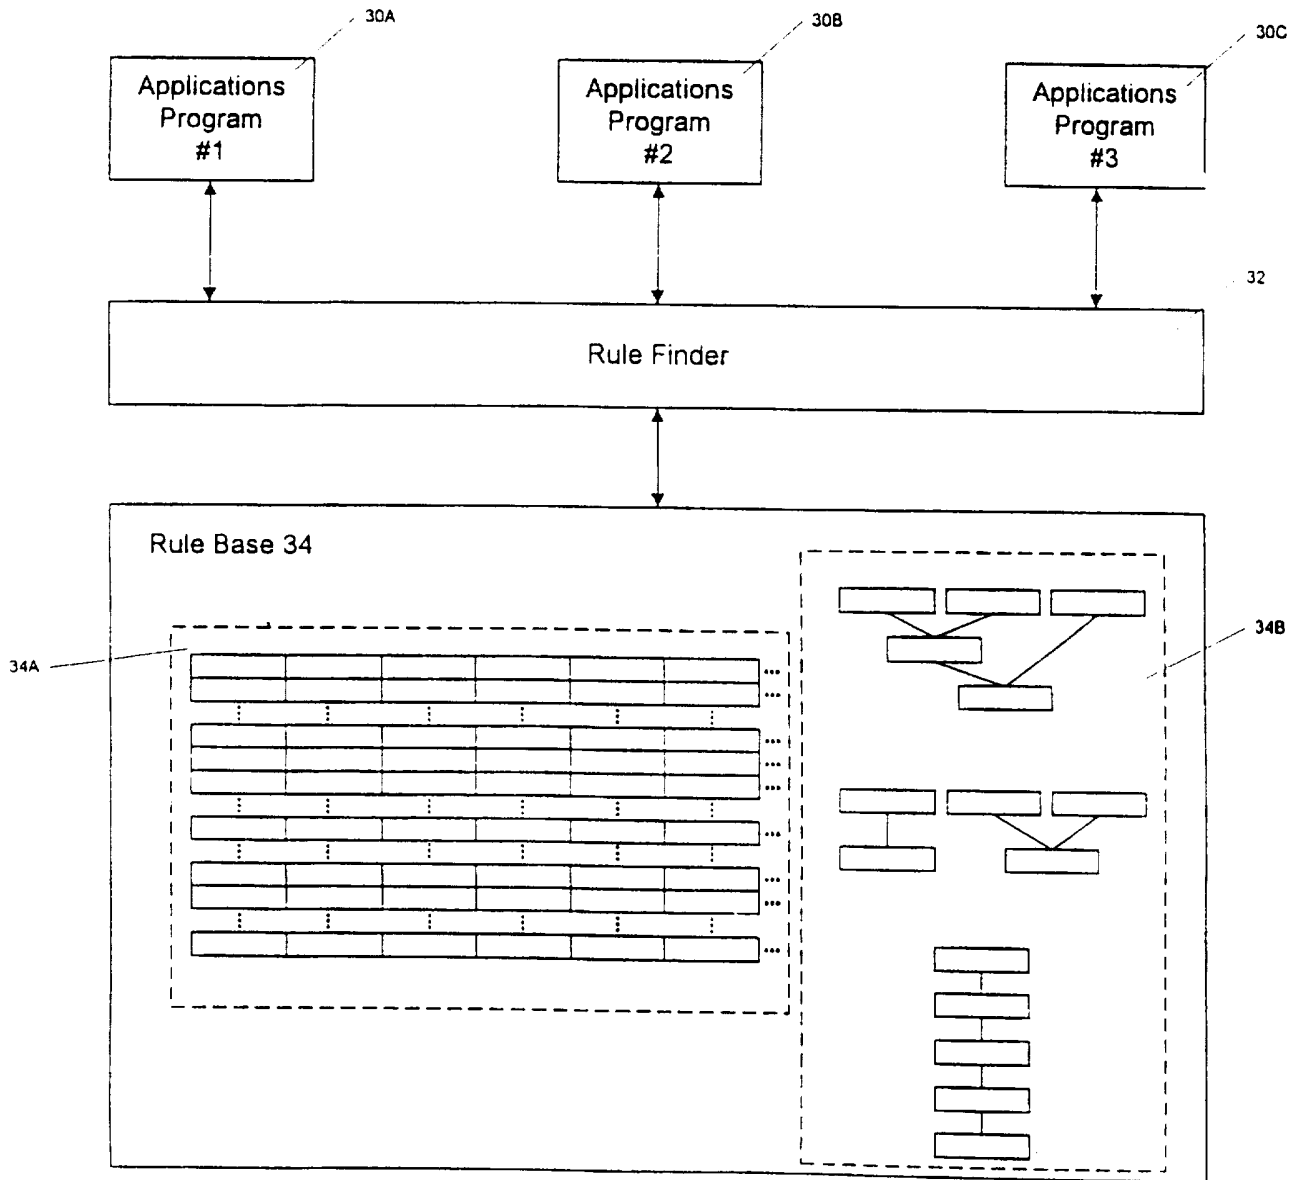 30A
30B
30C
Applications
Program
#1
Applications
Program
#2
Applications
Program
#3
32
Rule Finder
Rule Base 34
34A
34B